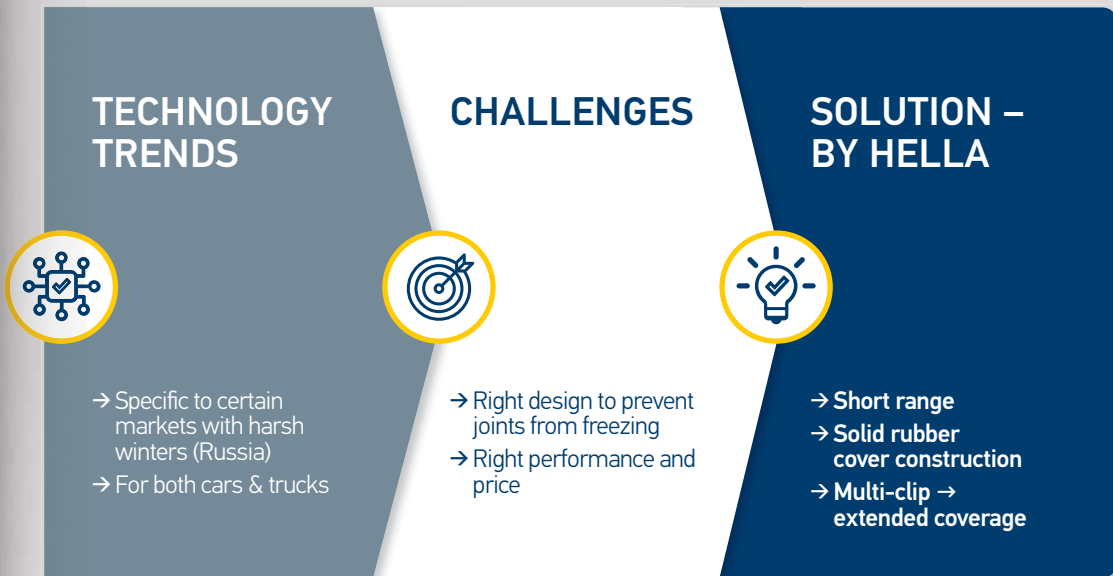 TECHNOLOGY
TRENDS
→ Specific to certain
markets with harsh
winters (Russia)
→ For both cars & trucks
CHALLENGES
→ Right design to prevent
joints from freezing
→ Right performance and
price
SOLUTION –
BY HELLA
→ Short range
→ Solid rubber
cover construction
→ Multi-clip →
extended coverage